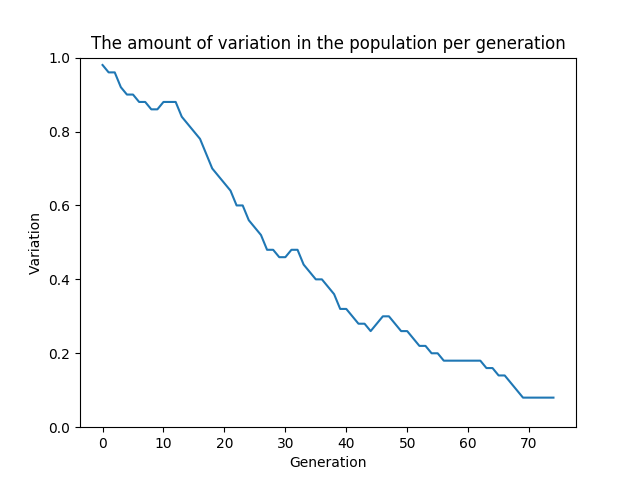 The amount of variation in the population per generation
1.0
0.8
0.6
0.4
0.2
0.0
Variation
0 10 20 30 40 50 60 70
Generation